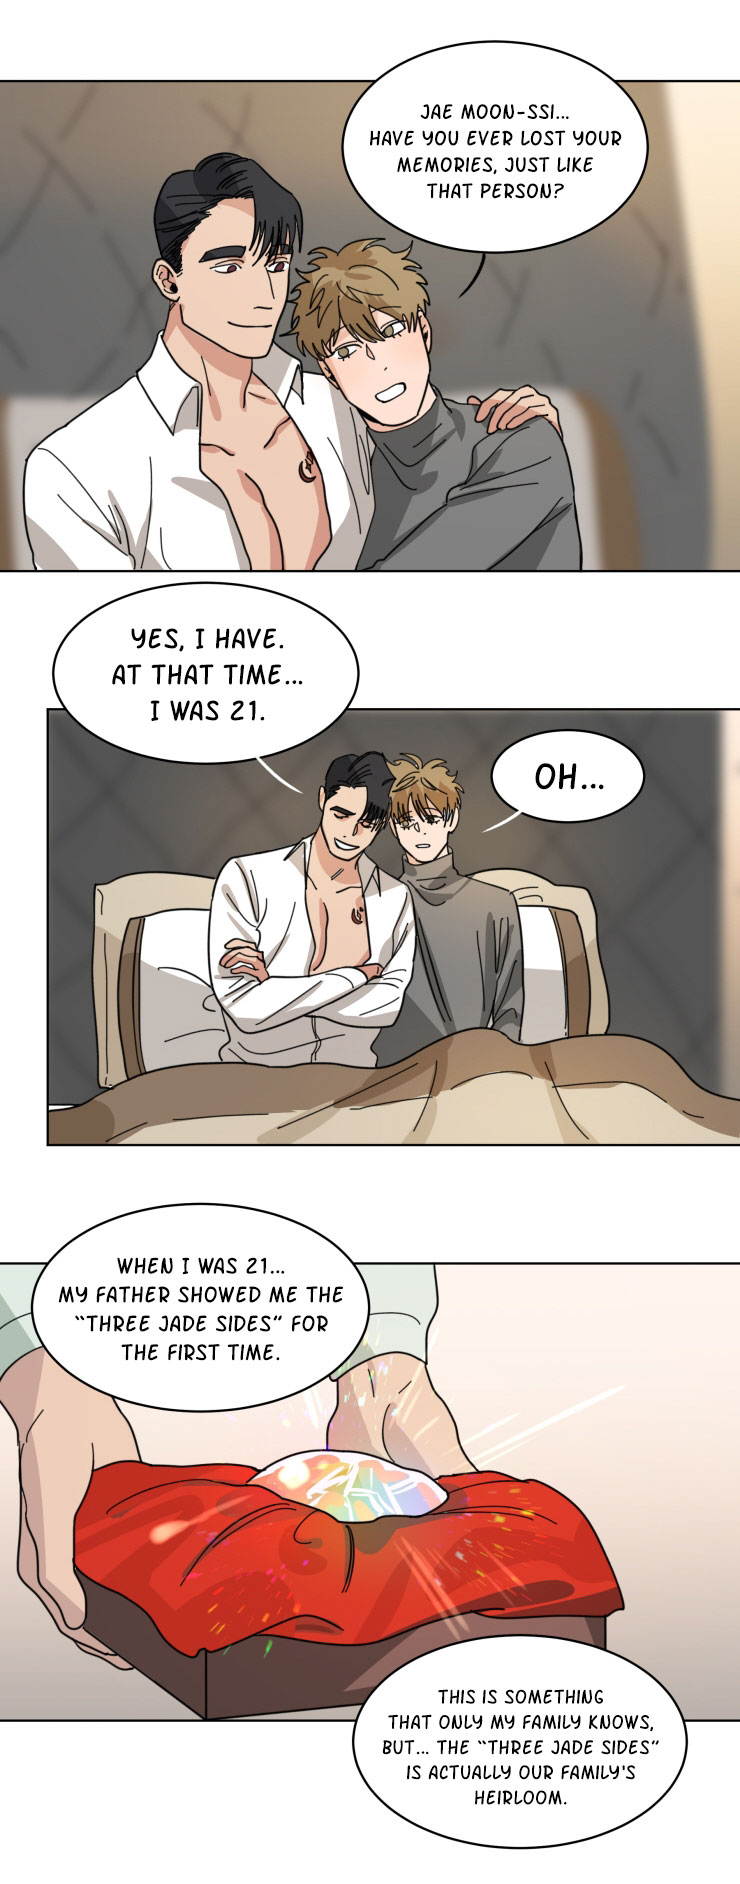 JAE MOON-SSI...
HAVE YOU EVER LOST YOUR
MEMORIES, JUST LIKE
THAT PERSON?
YES, I HAVE.
AT THAT TIME...
I WAS 21.
OH...
WHEN I WAS 21...
MY FATHER SHOWED ME THE
"THREE JADE SIDES" FOR
THE FIRST TIME.
THIS IS SOMETHING
THAT ONLY MY FAMILY KNOWS,
BUT... THE "THREE JADE SIDES"
IS ACTUALLY OUR FAMILY'S
HEIRLOOM.